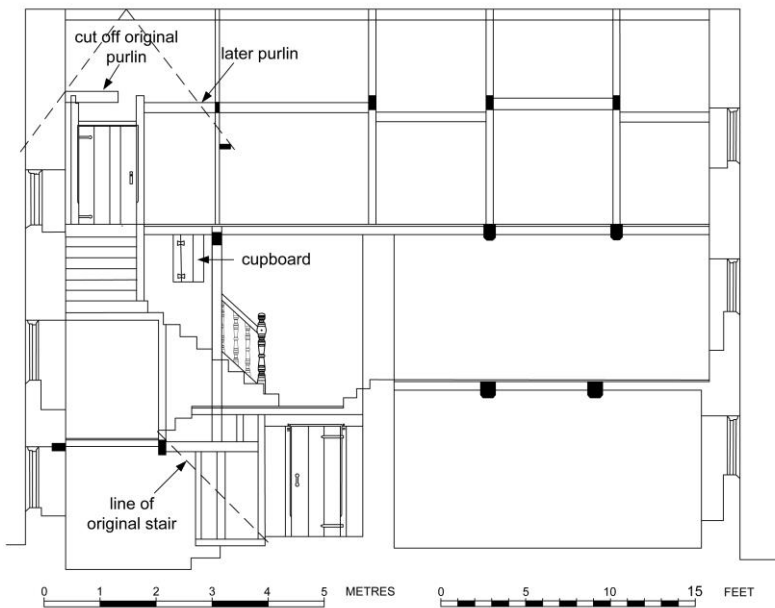 cut off original
purlin
later purlin
cupboard
line of
original stair
0 1 2 3 4 5 METRES
0 5 10 15 FEET